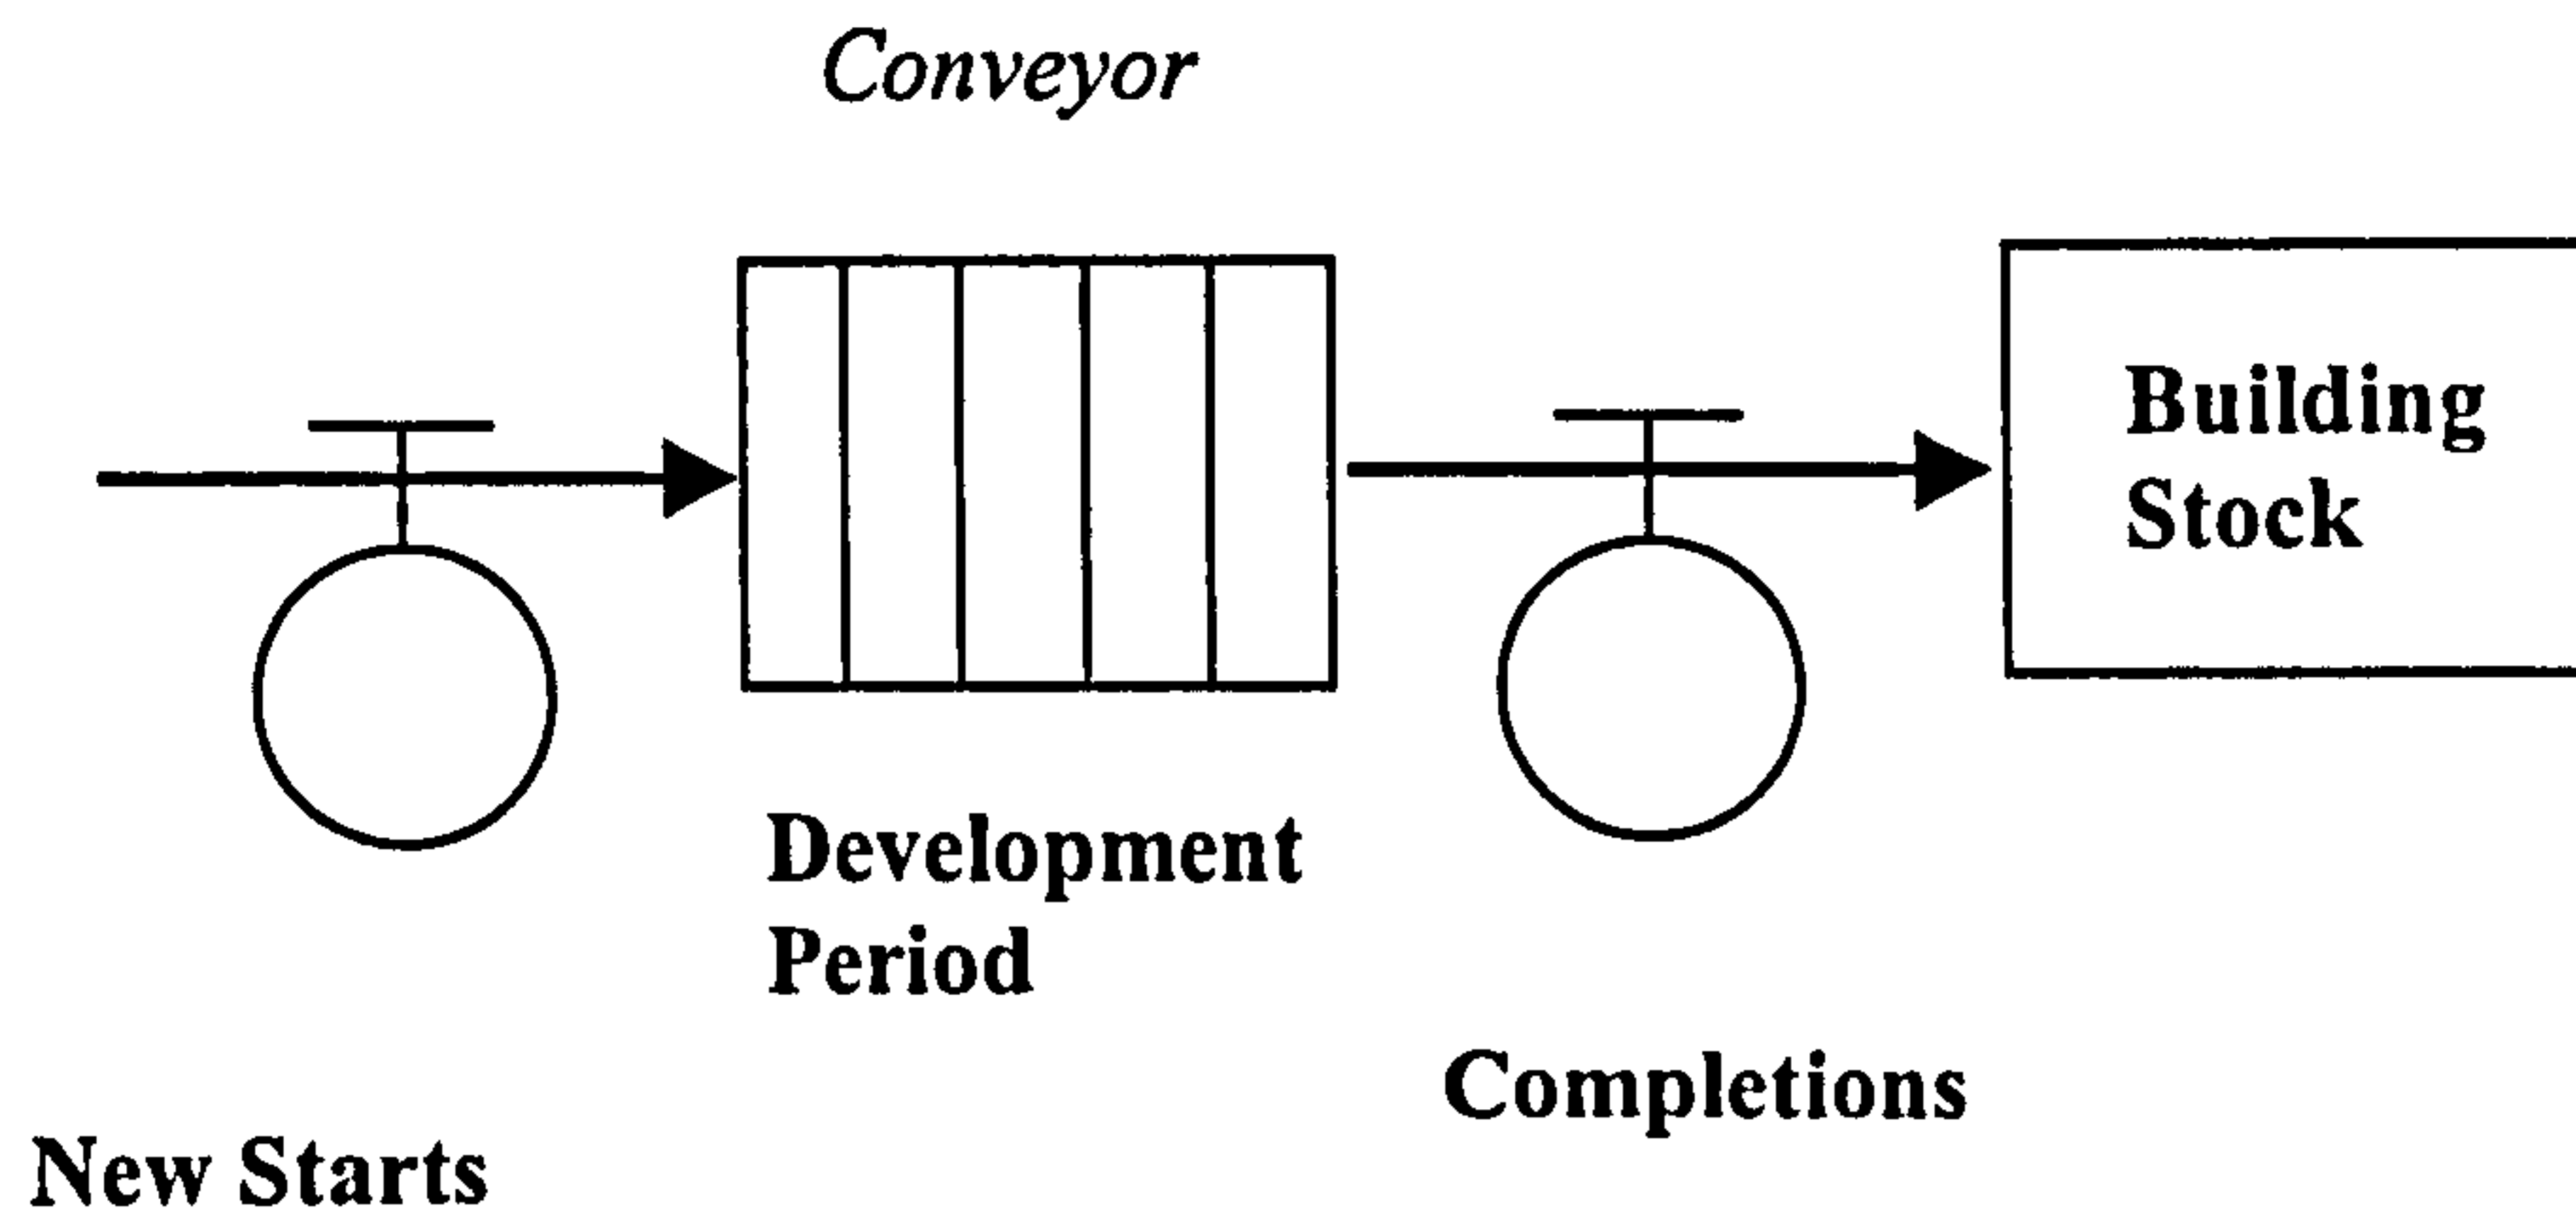 Conveyor
Building
Stock
Development
Period
Completions
New Starts